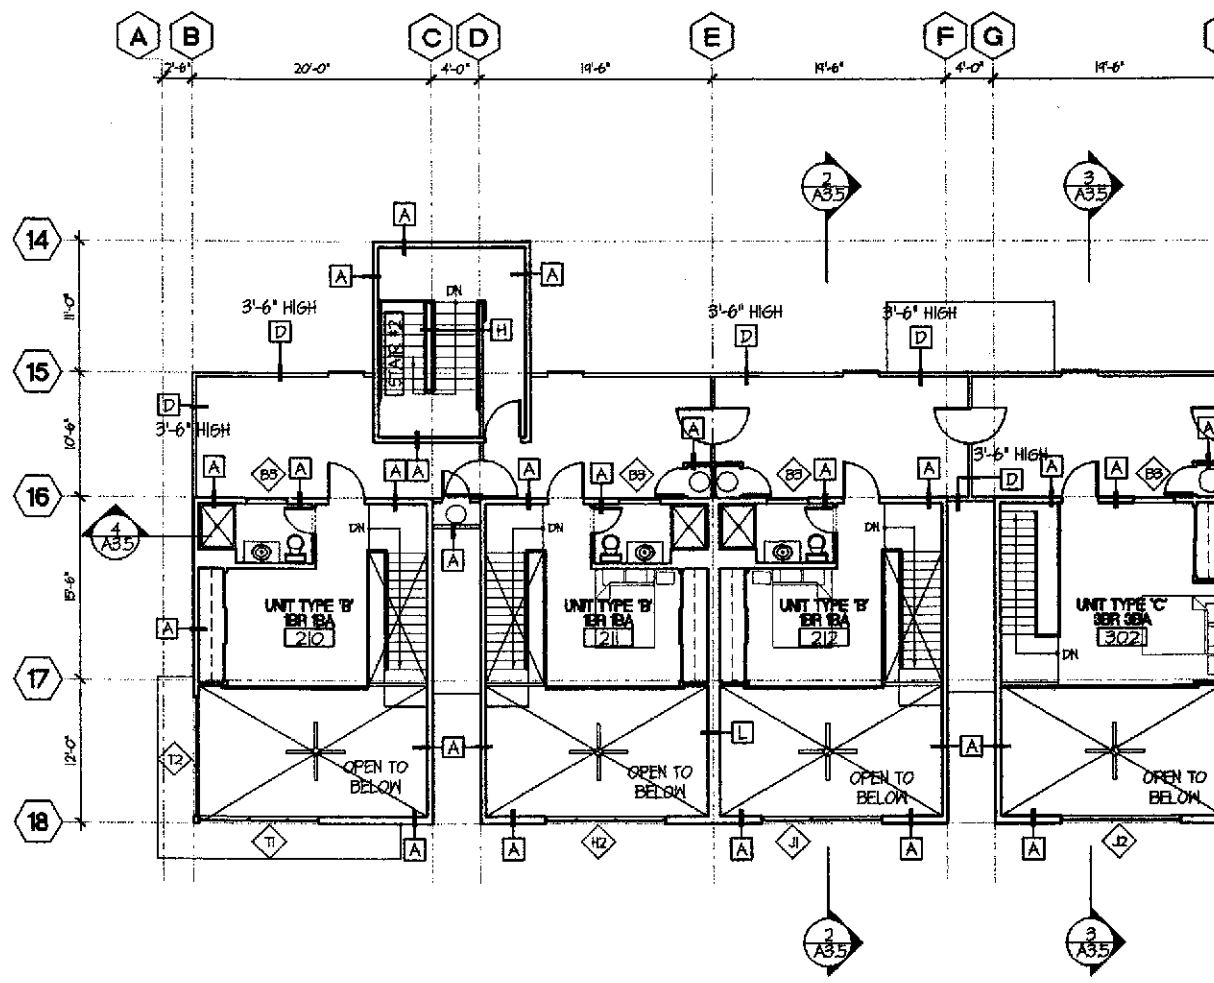 A B C D E F G
2'-6" 20'-0" 4'-0" 19'-6" 19'-6" 4'-0" 19'-6"
2 3
A3.5 A3.5
A
14
A A
DN
11'-0"
3'-6" HIGH 3'-6" HIGH 3'-6" HIGH
D STAIR #2 H D D
15
D
3'-6" HIGH
10'-6"
A A
3'-6" HIGH
A B3 A A A A A B3 B3 A A D A A B3
16
4
A3.5
DN DN DN
A
15'-6"
UNIT TYPE 'B' UNIT TYPE 'B' UNIT TYPE 'B' UNIT TYPE 'C'
1BR 1BA 1BR 1BA 1BR 1BA 3BR 3BA
210 211 212 302
A
DN
17
12'-0"
T2 A L A
OPEN TO OPEN TO OPEN TO OPEN TO
BELOW BELOW BELOW BELOW
18
T1 A A H2 A J1 A A J2
2 3
A3.5 A3.5